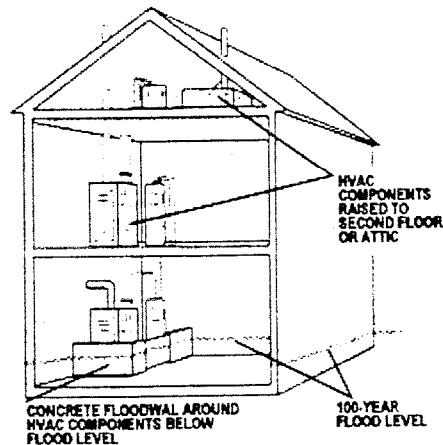 HVAC
COMPONENTS
RAISED TO
SECOND FLOOR
OR ATTIC
CONCRETE FLOODWAL AROUND
HVAC COMPONENTS BELOW
FLOOD LEVEL
100-YEAR
FLOOD LEVEL